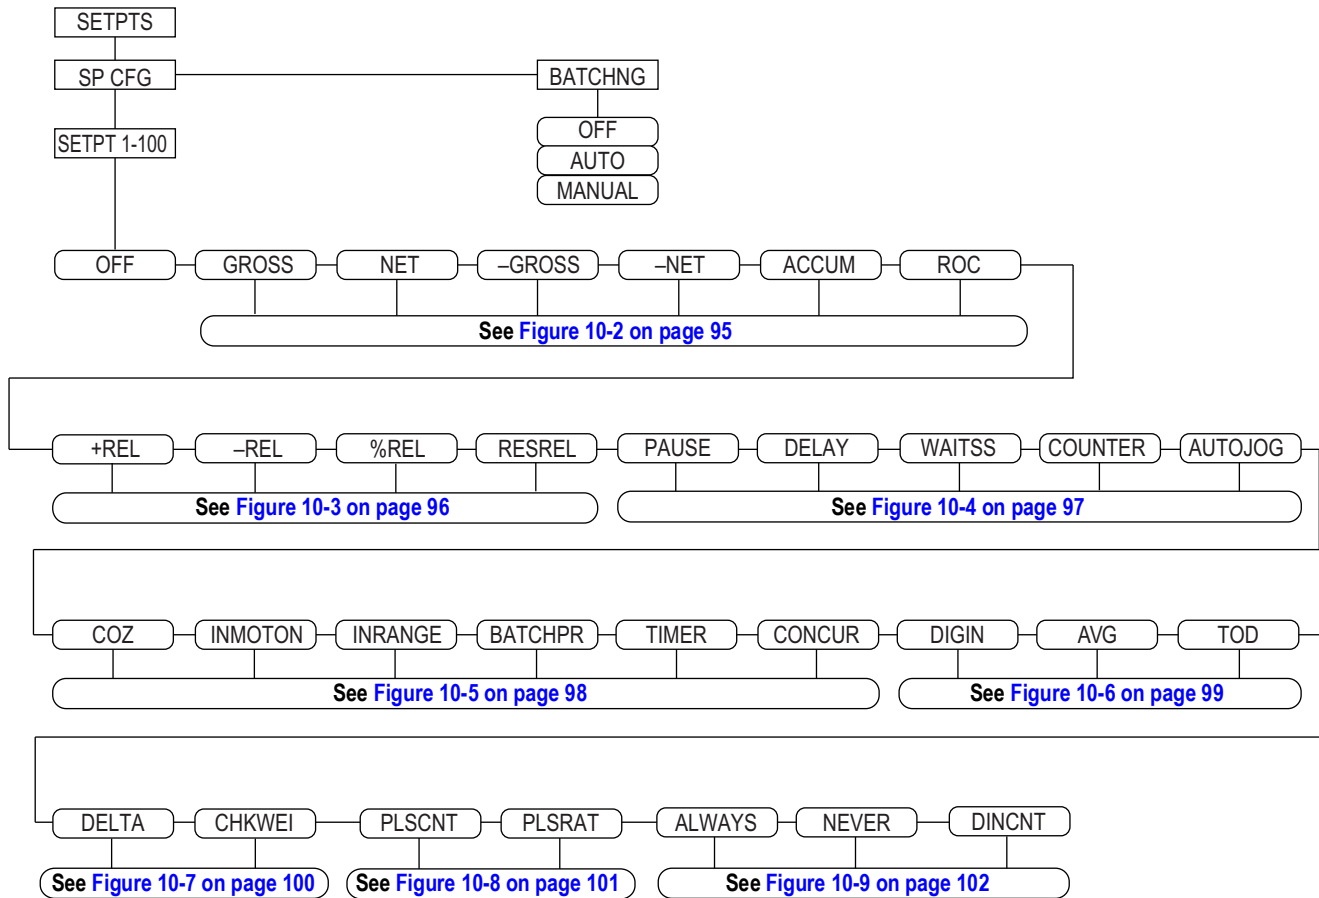 SETPTS
SP CFG
BATCHNG
SETPT 1-100
OFF
AUTO
MANUAL
OFF
GROSS
NET
–GROSS
–NET
ACCUM
ROC
See Figure 10-2 on page 95
+REL
–REL
%REL
RESREL
PAUSE
DELAY
WAITSS
COUNTER
AUTOJOG
See Figure 10-3 on page 96
See Figure 10-4 on page 97
COZ
INMOTON
INRANGE
BATCHPR
TIMER
CONCUR
DIGIN
AVG
TOD
See Figure 10-5 on page 98
See Figure 10-6 on page 99
DELTA
CHKWEI
PLSCNT
PLSRAT
ALWAYS
NEVER
DINCNT
See Figure 10-7 on page 100
See Figure 10-8 on page 101
See Figure 10-9 on page 102